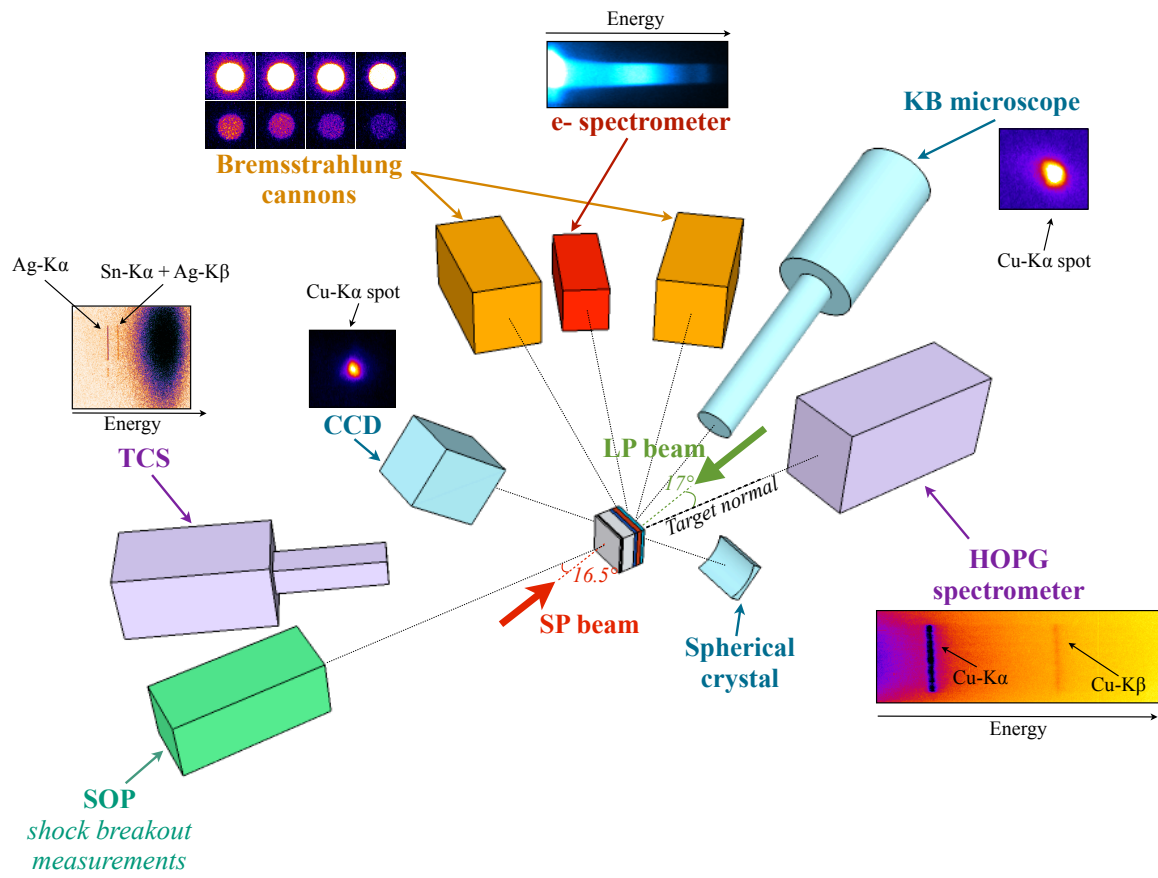 Energy
e- spectrometer
KB microscope
Cu-Kα spot
Bremsstrahlung
cannons
Ag-Kα
Sn-Kα + Ag-Kβ
Energy
TCS
Cu-Kα spot
CCD
LP beam
17°
Target normal
16.5°
SP beam
Spherical
crystal
HOPG
spectrometer
Cu-Kα
Cu-Kβ
Energy
SOP
shock breakout
measurements